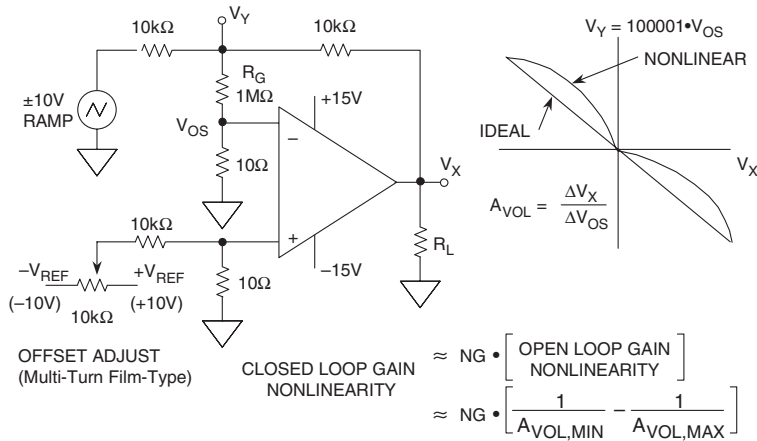 10kΩ
V_Y
10kΩ
±10V
RAMP
R_G
1MΩ
+15V
V_OS
−
10Ω
V_X
10kΩ
+
−15V
R_L
10Ω
−V_REF
(−10V)
+V_REF
(+10V)
10kΩ
OFFSET ADJUST
(Multi-Turn Film-Type)
V_Y = 100001•V_OS
NONLINEAR
IDEAL
V_X
A_VOL = ΔV_X / ΔV_OS
CLOSED LOOP GAIN
NONLINEARITY
≈ NG • [OPEN LOOP GAIN
NONLINEARITY]
≈ NG • [1 / A_VOL,MIN − 1 / A_VOL,MAX]